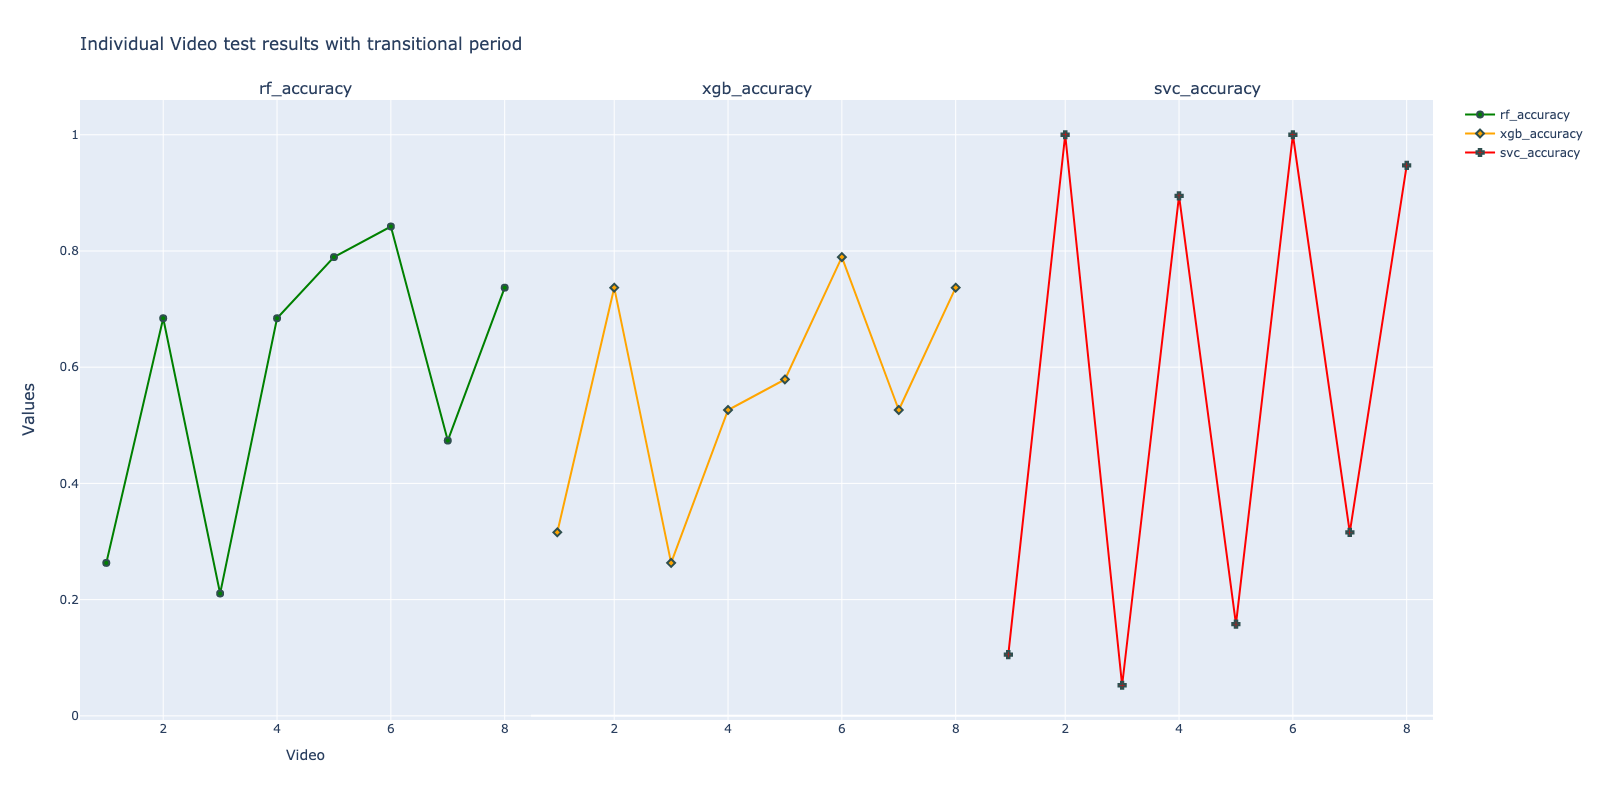 Individual Video test results with transitional period
rf_accuracy
xgb_accuracy
svc_accuracy
rf_accuracy
xgb_accuracy
svc_accuracy
Values
1
0.8
0.6
0.4
0.2
0
2 4 6 8
2 4 6 8
2 4 6 8
Video